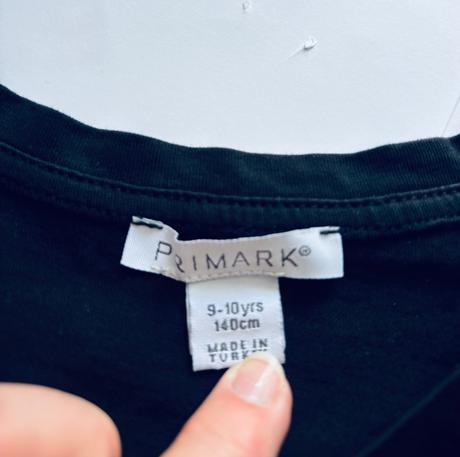 PRIMARK®
9-10yrs
140cm
MADE IN
TURKEY